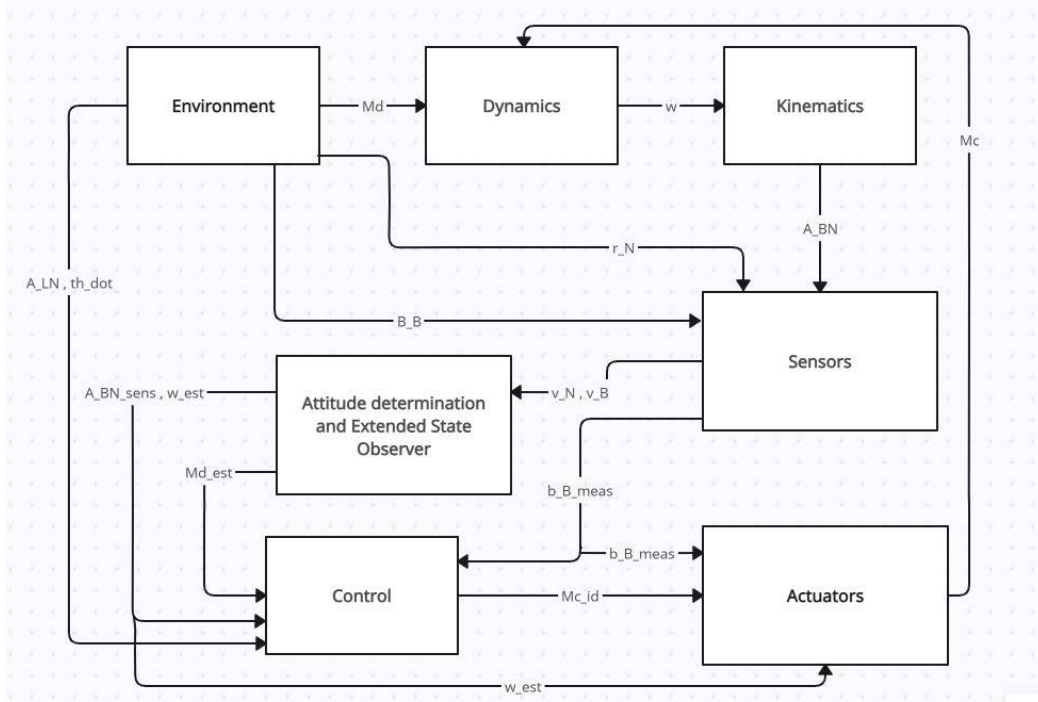 Environment
Md
Dynamics
w
Kinematics
Mc
A_BN
r_N
A_LN , th_dot
B_B
Sensors
Attitude determination
and Extended State
Observer
A_BN_sens , w_est
v_N , v_B
Md_est
b_B_meas
b_B_meas
Control
Mc_id
Actuators
w_est